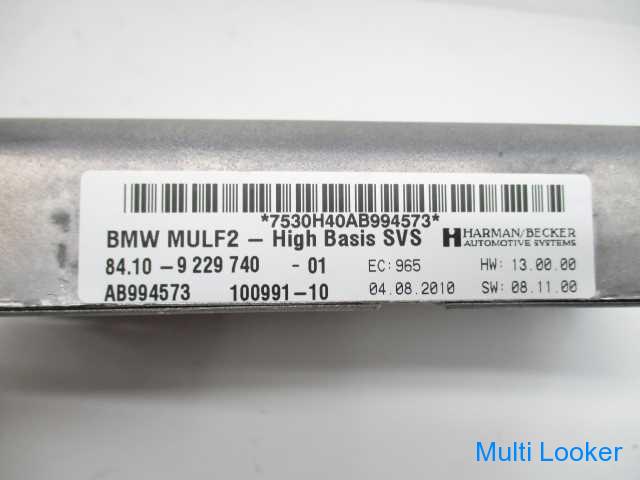 *7530H40AB994573*
BMW MULF2 – High Basis SVS HARMAN/BECKER
AUTOMOTIVE SYSTEMS
84.10 – 9 229 740 - 01 EC: 965 HW: 13.00.00
AB994573 100991–10 04.08.2010 SW: 08.11.00
Multi Looker